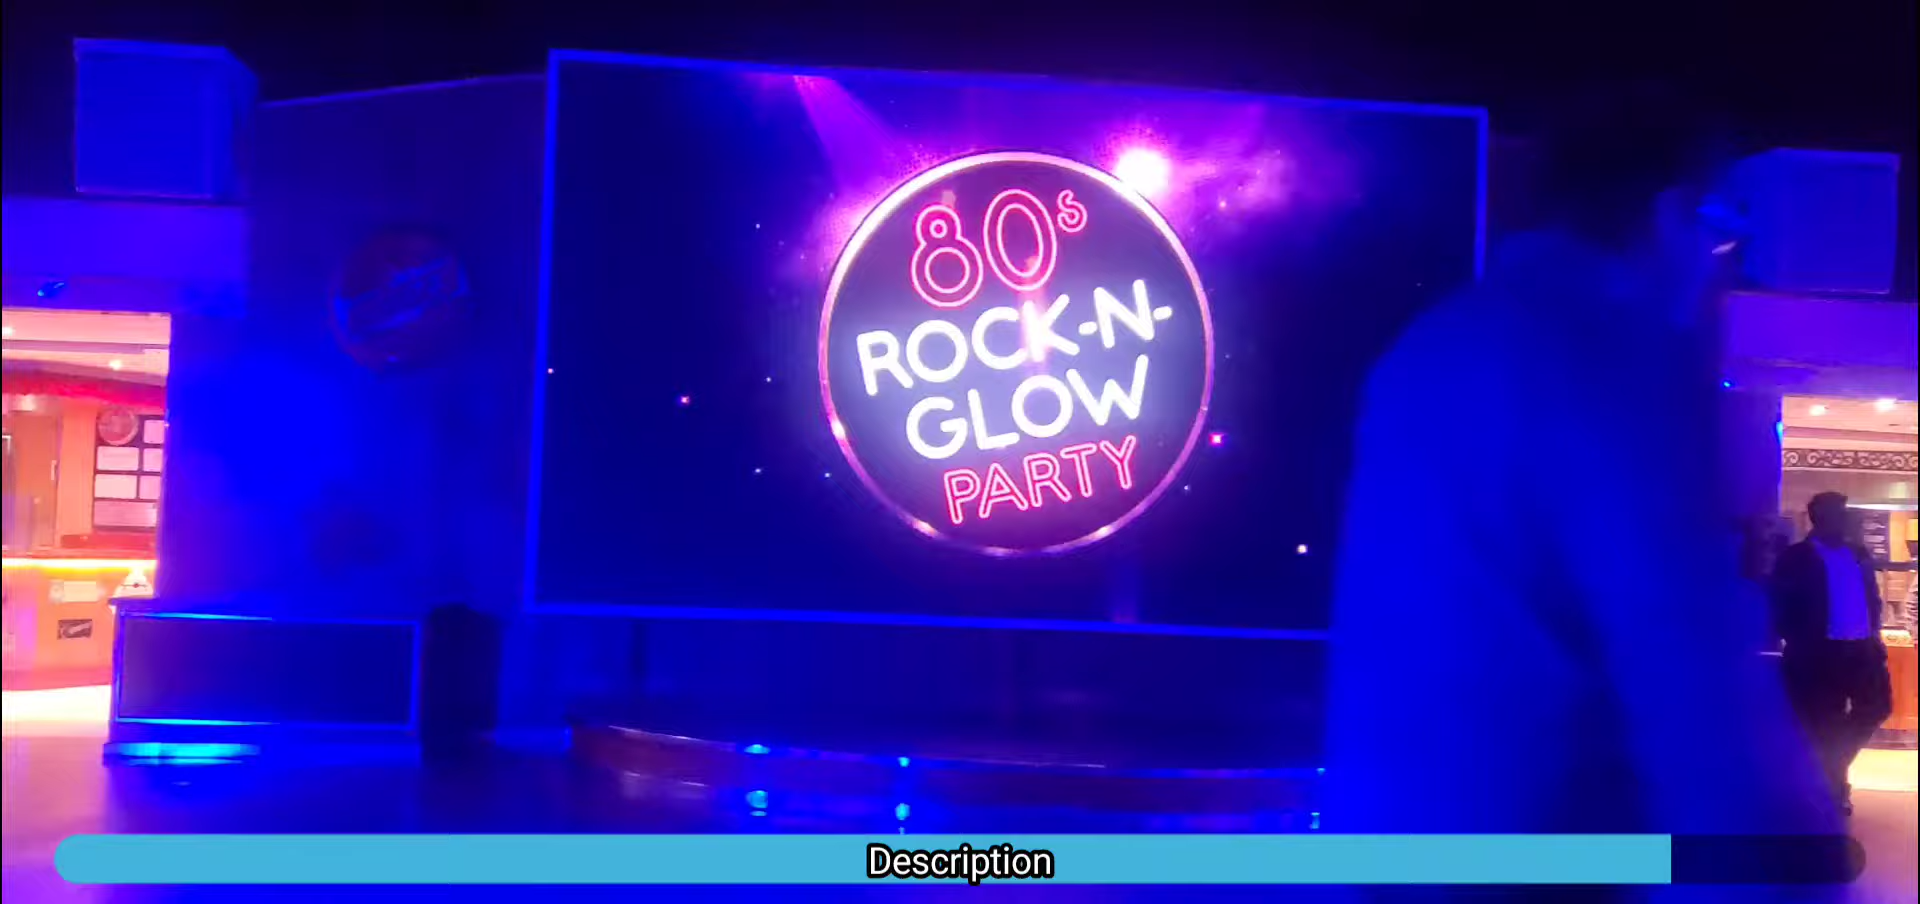 80s
ROCK-N-
GLOW
PARTY
Description